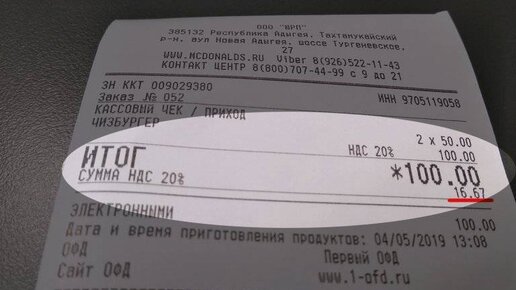 ООО "ВРП"
385132 Республика Адыгея, Тахтамукайский
р-н, аул Новая Адыгея, шоссе Тургеневское,
27
WWW.MCDONALDS.RU Viber 8(926)522-11-43
КОНТАКТ ЦЕНТР 8(800)707-44-99 с 9 до 21
ЗН ККТ 009029380
Заказ № 052 ИНН 9705119058
КАССОВЫЙ ЧЕК / ПРИХОД
ЧИЗБУРГЕР 2 x 50.00
НДС 20% 100.00
ИТОГ *100.00
СУММА НДС 20% 16.67
ЭЛЕКТРОННЫМИ 100.00
Дата и время приготовления продуктов: 04/05/2019 13:08
ОФД Первый ОФД
Сайт ОФД www.1-ofd.ru